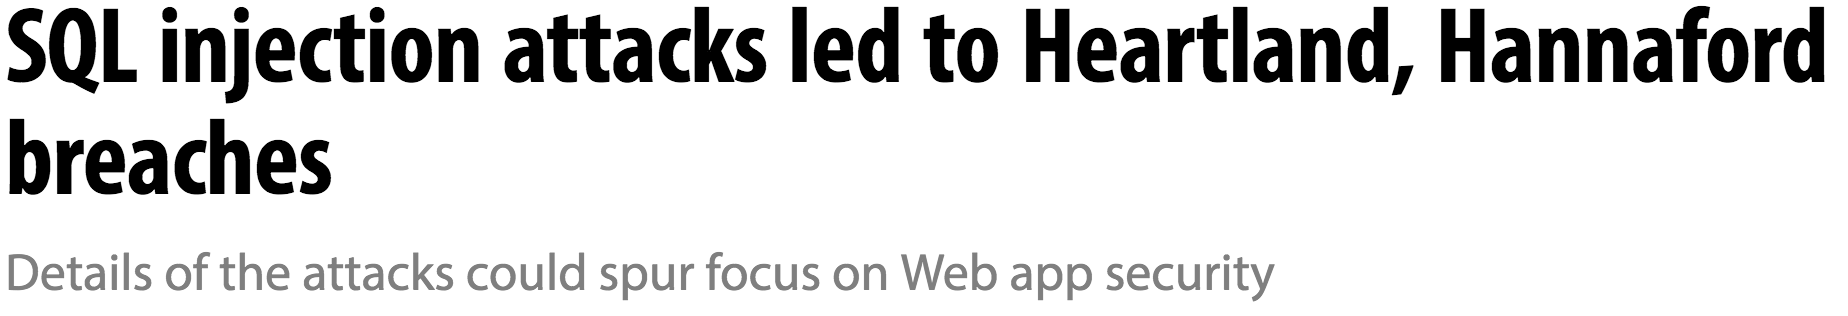 SQL injection attacks led to Heartland, Hannaford
breaches
Details of the attacks could spur focus on Web app security